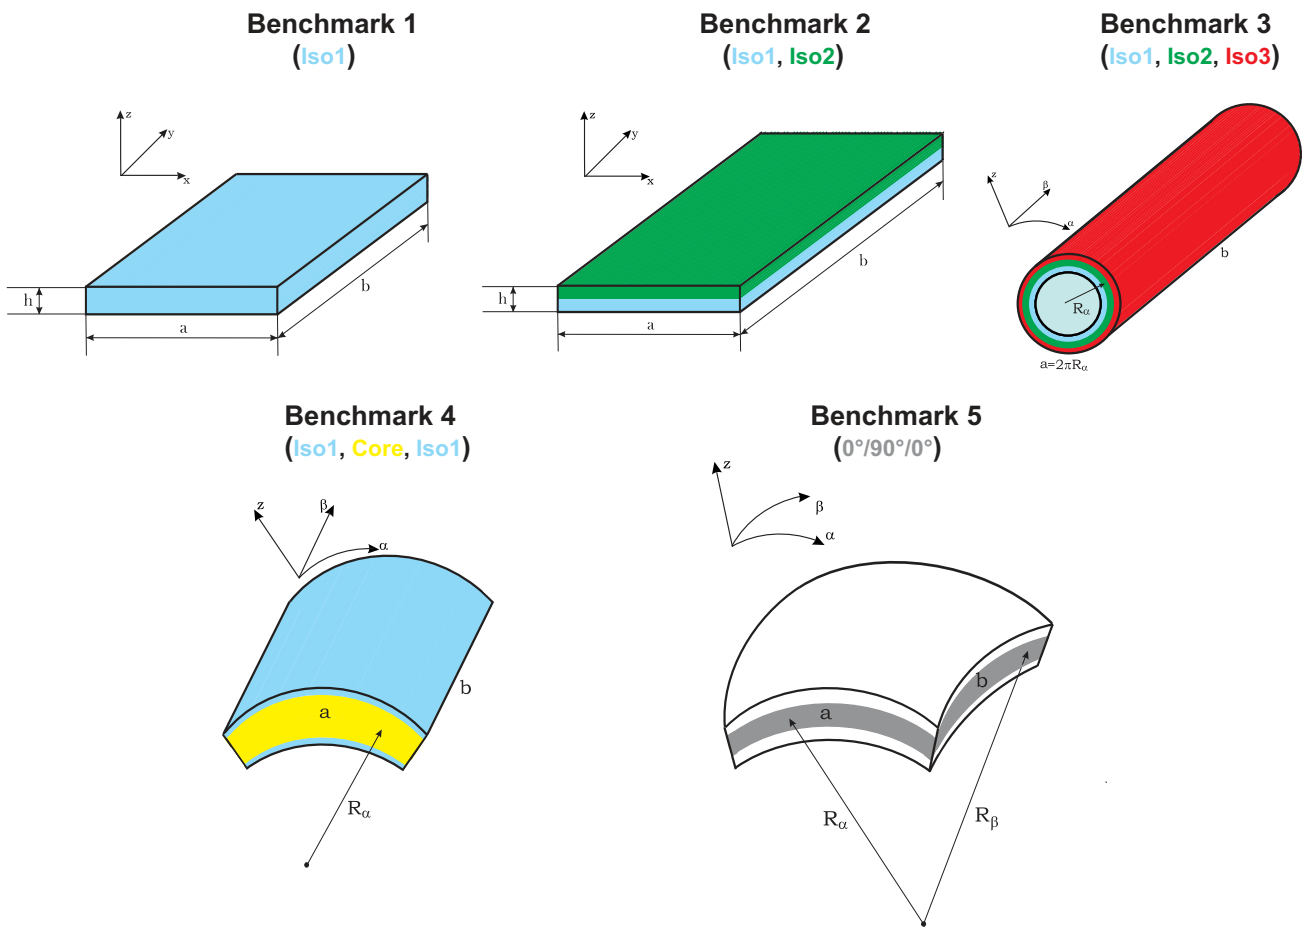 Benchmark 1
(Iso1)
Benchmark 2
(Iso1, Iso2)
Benchmark 3
(Iso1, Iso2, Iso3)
z
y
x
h
a
b
z
y
x
h
a
b
z
β
α
b
Rα
a=2πRα
Benchmark 4
(Iso1, Core, Iso1)
Benchmark 5
(0°/90°/0°)
z
β
α
a
b
Rα
z
β
α
a
b
Rα
Rβ